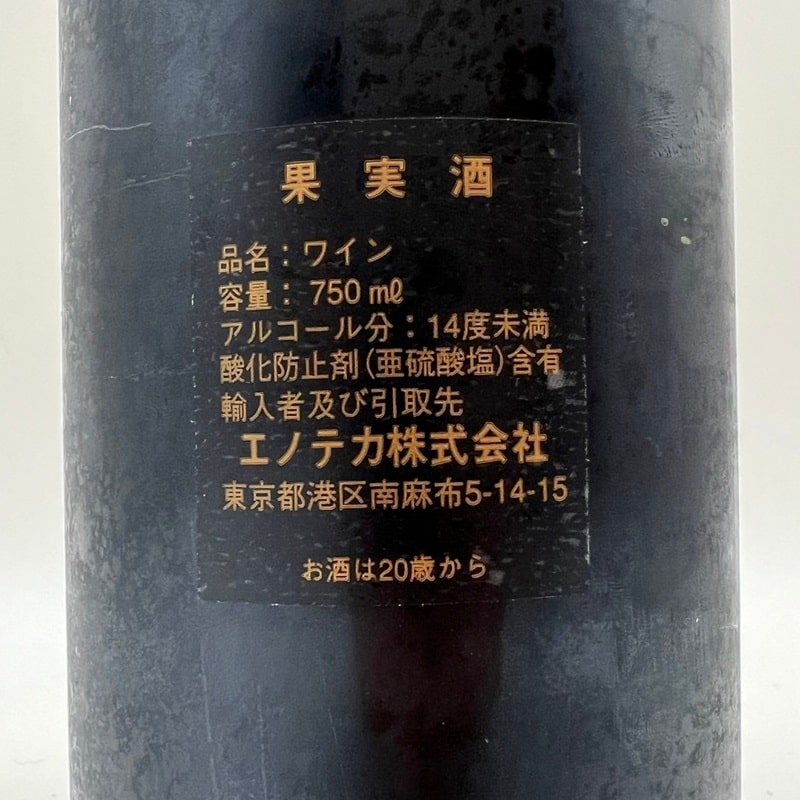 果実酒
品名：ワイン
容量：750㎖
アルコール分：14度未満
酸化防止剤(亜硫酸塩)含有
輸入者及び引取先
エノテカ株式会社
東京都港区南麻布5-14-15
お酒は20歳から